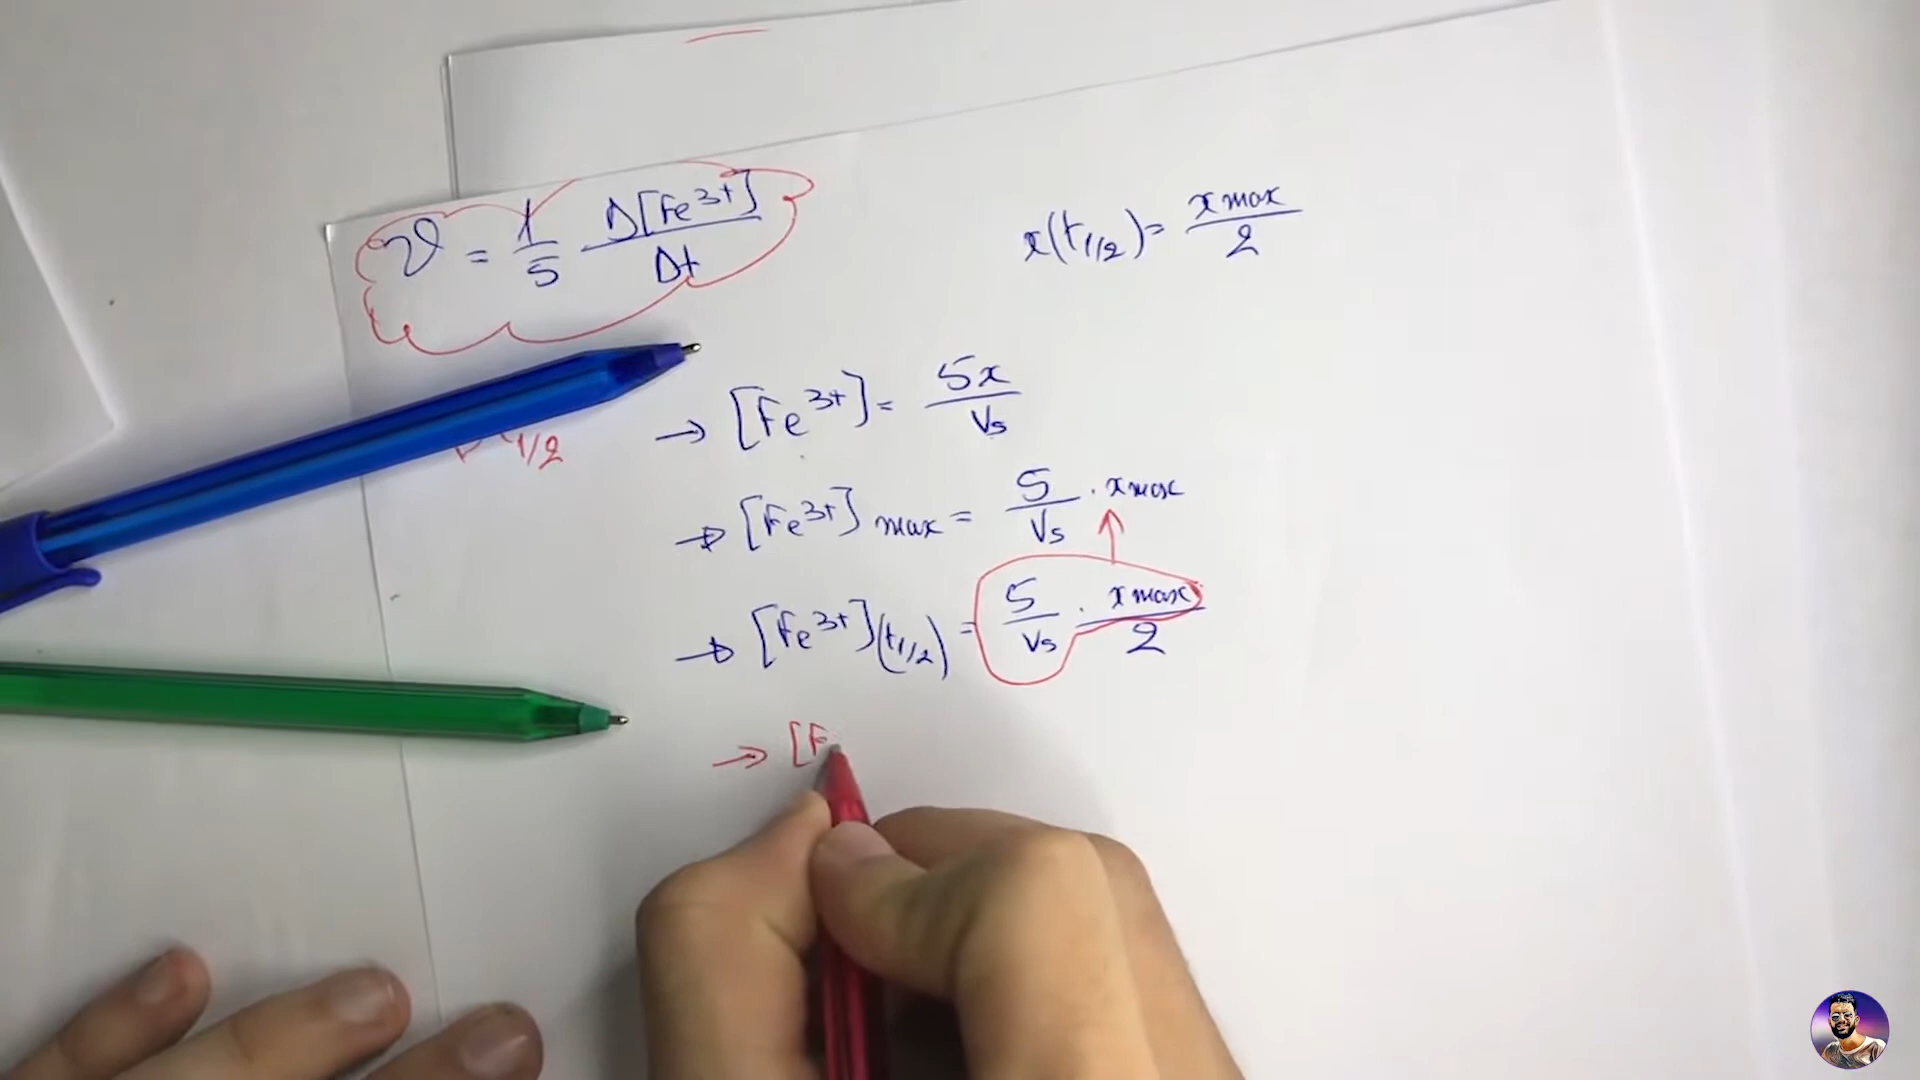 v = 1/5 Δ[Fe³⁺]/Δt
x(t1/2) = xmax/2
t1/2
→ [Fe³⁺] = 5x/Vs
→ [Fe³⁺]max = 5/Vs · xmax
→ [Fe³⁺](t1/2) = 5/Vs · xmax/2
→ [F